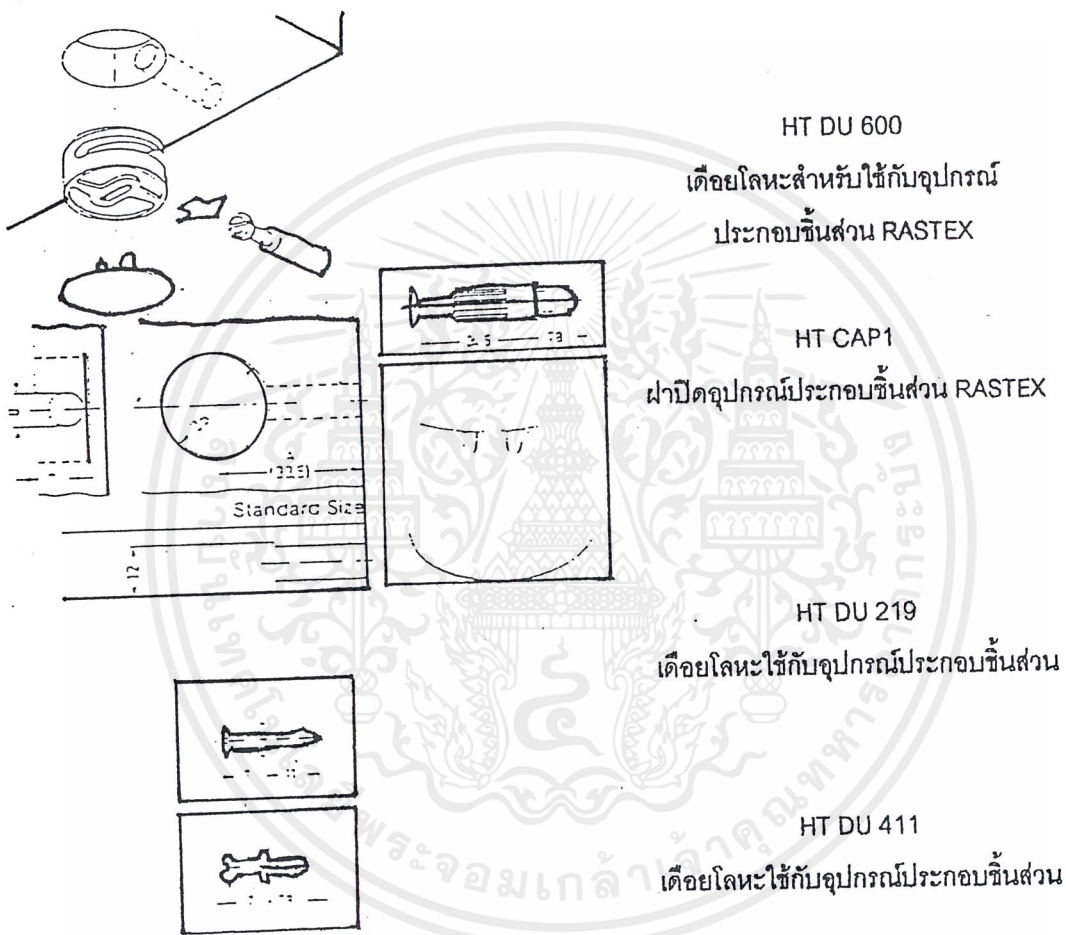 HT DU 600
เดือยโลหะสำหรับใช้กับอุปกรณ์
ประกอบชิ้นส่วน RASTEX
HT CAP1
ฝาปิดอุปกรณ์ประกอบชิ้นส่วน RASTEX
Standard Size
12
HT DU 219
เดือยโลหะใช้กับอุปกรณ์ประกอบชิ้นส่วน
HT DU 411
เดือยโลหะใช้กับอุปกรณ์ประกอบชิ้นส่วน